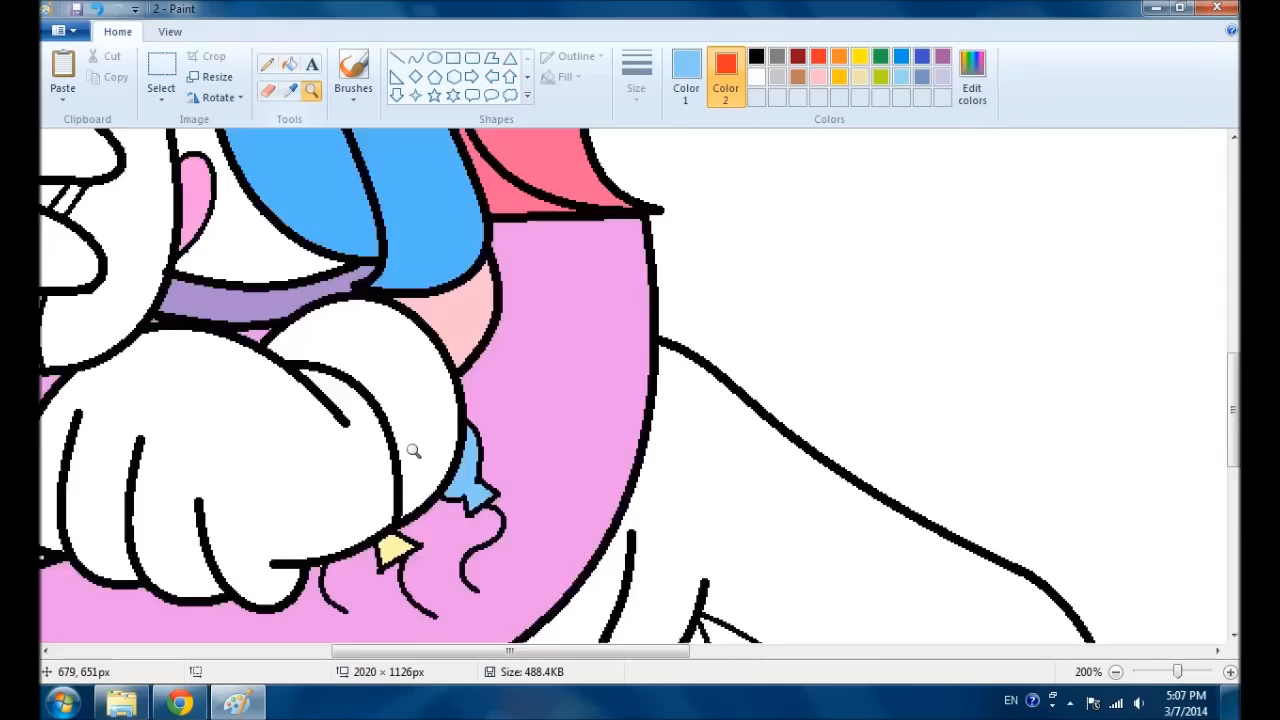 2 - Paint
Home
View
Paste
Cut
Copy
Clipboard
Select
Crop
Resize
Rotate
Image
A
Tools
Brushes
Outline
Fill
Shapes
Size
Color 1
Color 2
Edit colors
Colors
679, 651px
2020 × 1126px
Size: 488.4KB
200%
EN
5:07 PM
3/7/2014